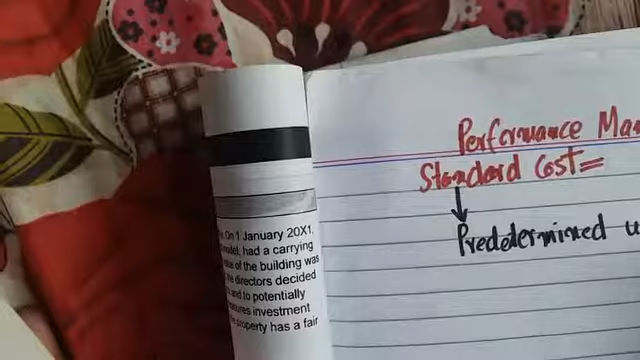 On 1 January 20X1,
model, had a carrying
of the building was
directors decided
and to potentially
investment
property has a fair
Performance
Standard Cost
Predetermined